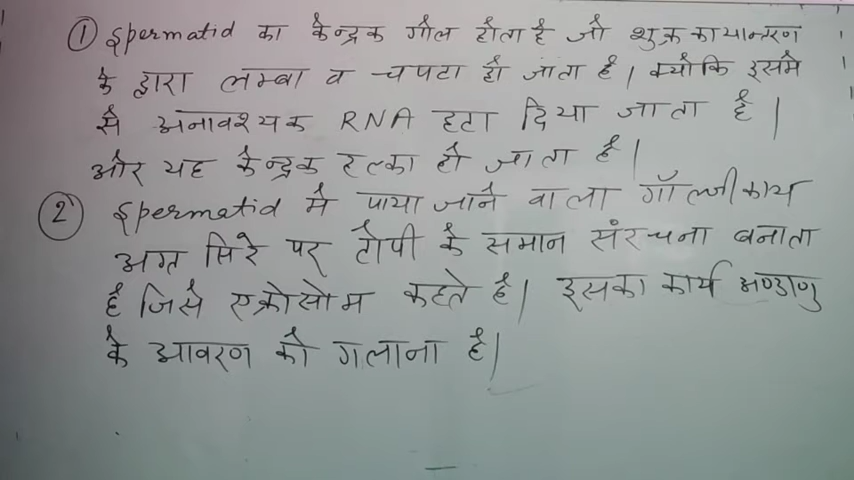 ① spermatid का केन्द्रक गोल होता है जो शुक्रकायान्तरण
के द्वारा लम्बा व चपटा हो जाता है। क्योंकि इसमें
से अनावश्यक RNA हटा दिया जाता है।
और यह केन्द्रक हल्का हो जाता है।
② spermatid में पाया जाने वाला गॉल्जीकाय
अग्र सिरे पर टोपी के समान संरचना बनाता
है जिसे एक्रोसोम कहते है। इसका कार्य अण्डाणु
के आवरण को गलाना है।